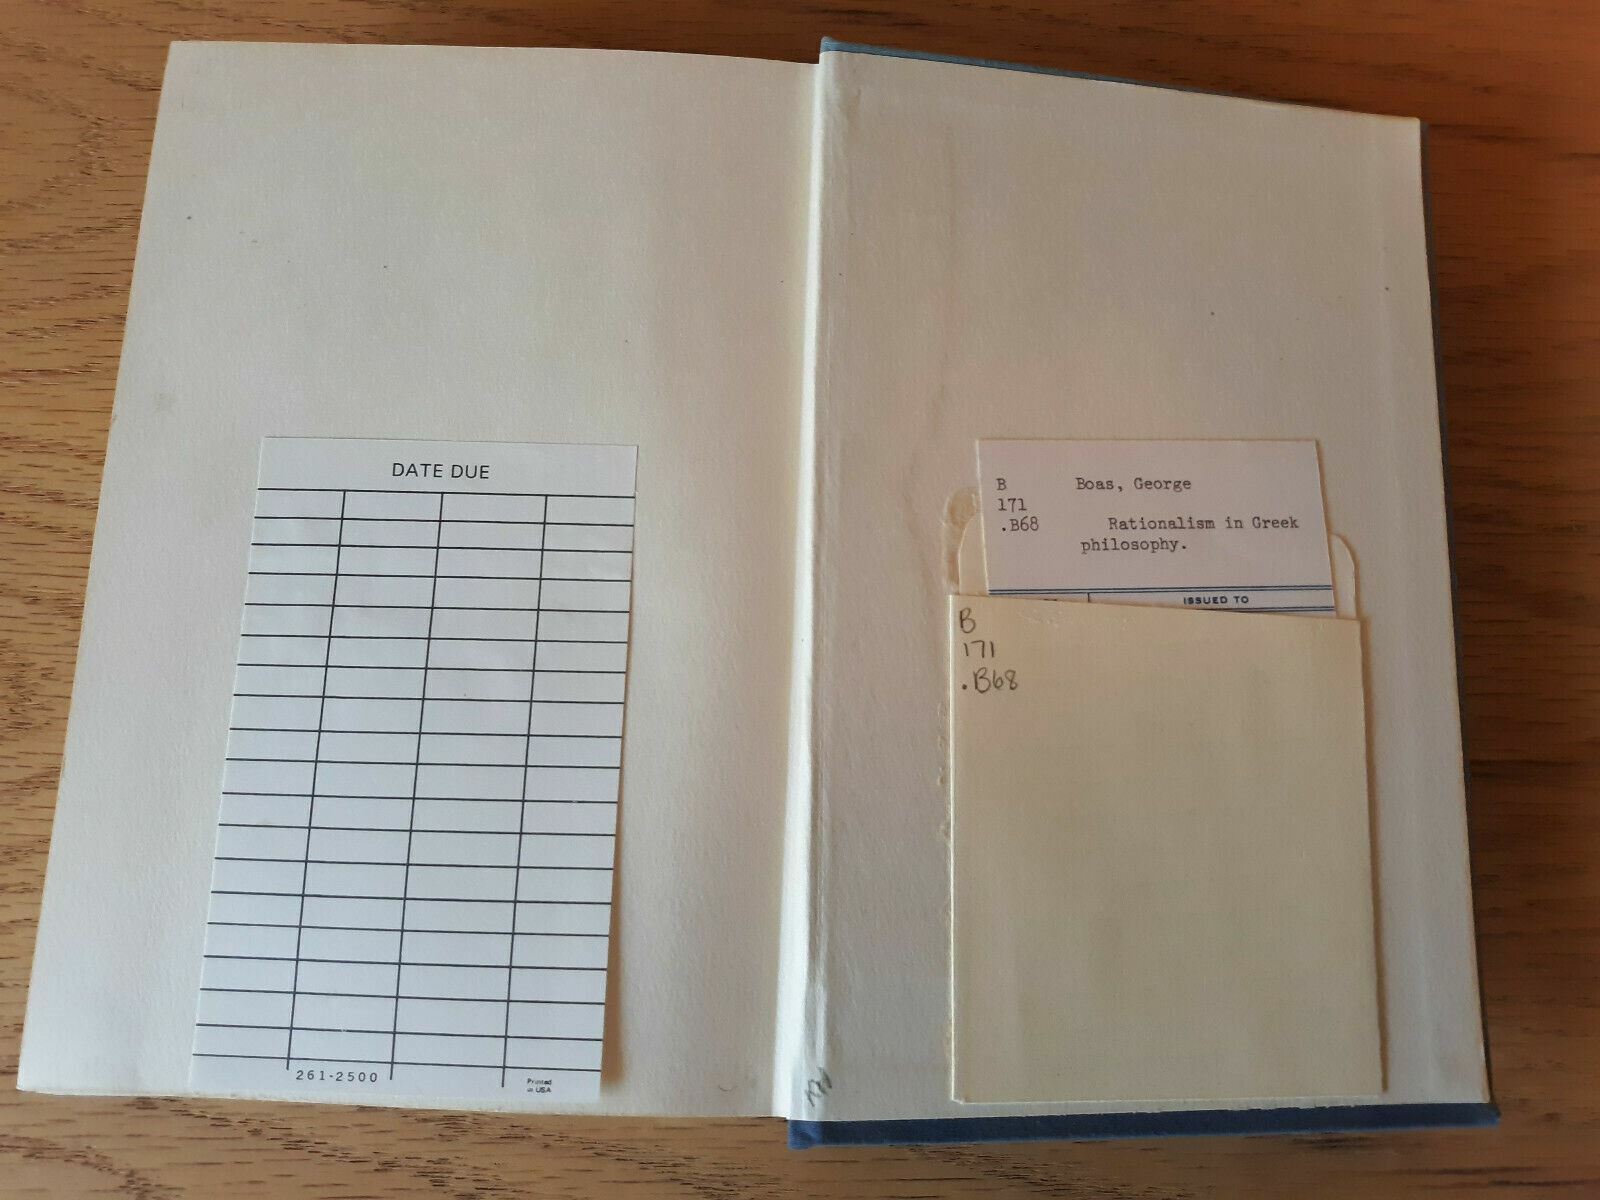 DATE DUE
261-2500
Printed
in USA
B Boas, George
171
.B68 Rationalism in Greek
philosophy.
ISSUED TO
B
171
.B68